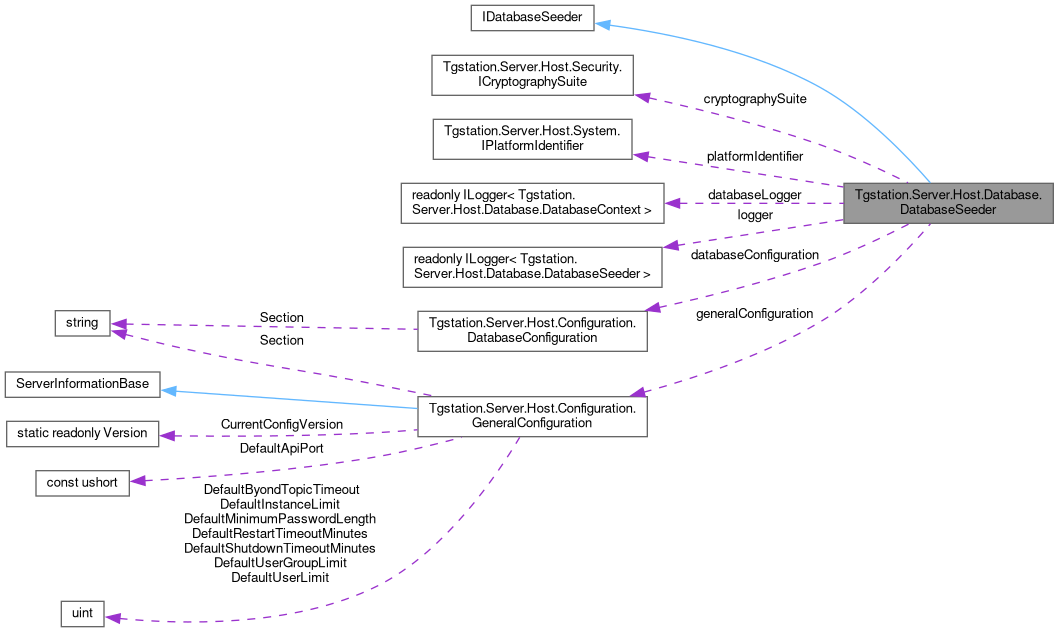 IDatabaseSeeder
Tgstation.Server.Host.Security.
ICryptographySuite
cryptographySuite
Tgstation.Server.Host.System.
IPlatformIdentifier
platformIdentifier
Tgstation.Server.Host.Database.
DatabaseSeeder
readonly ILogger< Tgstation.
Server.Host.Database.DatabaseContext >
databaseLogger
logger
readonly ILogger< Tgstation.
Server.Host.Database.DatabaseSeeder >
databaseConfiguration
generalConfiguration
string
Section
Section
Tgstation.Server.Host.Configuration.
DatabaseConfiguration
ServerInformationBase
Tgstation.Server.Host.Configuration.
GeneralConfiguration
static readonly Version
CurrentConfigVersion
DefaultApiPort
const ushort
DefaultByondTopicTimeout
DefaultInstanceLimit
DefaultMinimumPasswordLength
DefaultRestartTimeoutMinutes
DefaultShutdownTimeoutMinutes
DefaultUserGroupLimit
DefaultUserLimit
uint